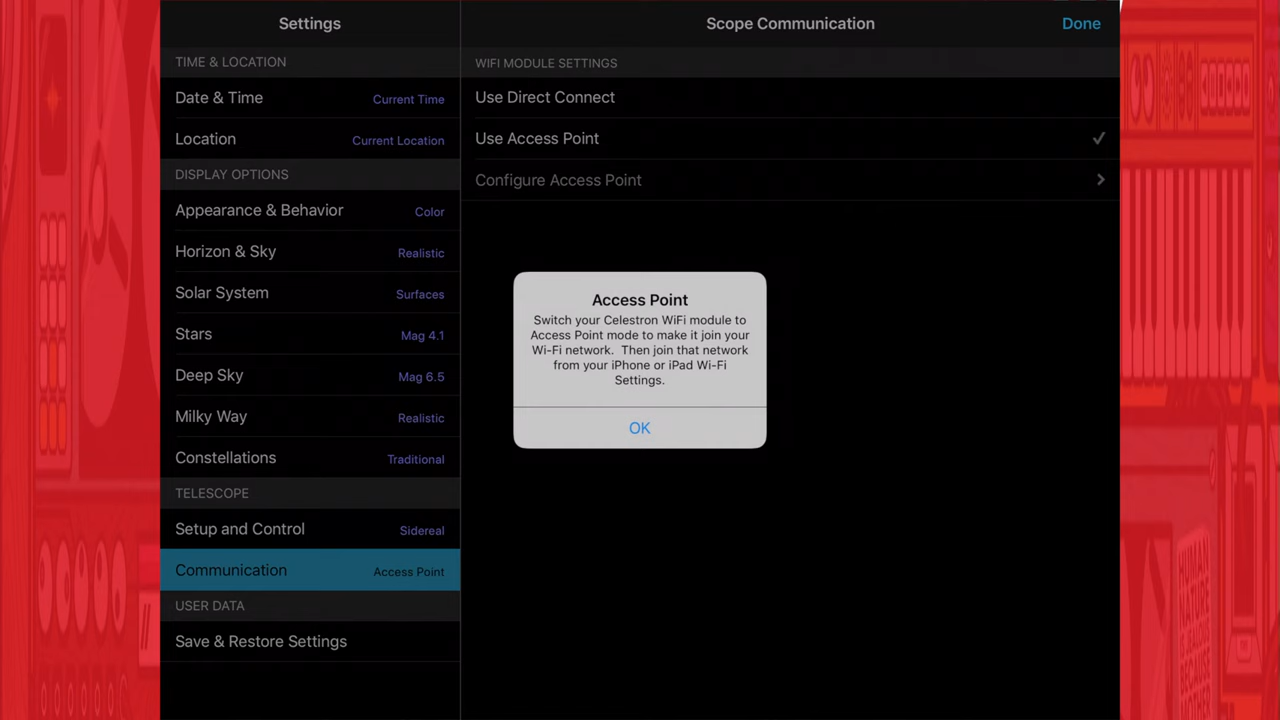 Settings
Scope Communication
Done
TIME & LOCATION
Date & Time
Current Time
Location
Current Location
DISPLAY OPTIONS
Appearance & Behavior
Color
Horizon & Sky
Realistic
Solar System
Surfaces
Stars
Mag 4.1
Deep Sky
Mag 6.5
Milky Way
Realistic
Constellations
Traditional
TELESCOPE
Setup and Control
Sidereal
Communication
Access Point
USER DATA
Save & Restore Settings
WIFI MODULE SETTINGS
Use Direct Connect
Use Access Point
Configure Access Point
Access Point
Switch your Celestron WiFi module to
Access Point mode to make it join your
Wi-Fi network.  Then join that network
from your iPhone or iPad Wi-Fi
Settings.
OK
HUMAN
NATURE
BECAUSE
MOTHER